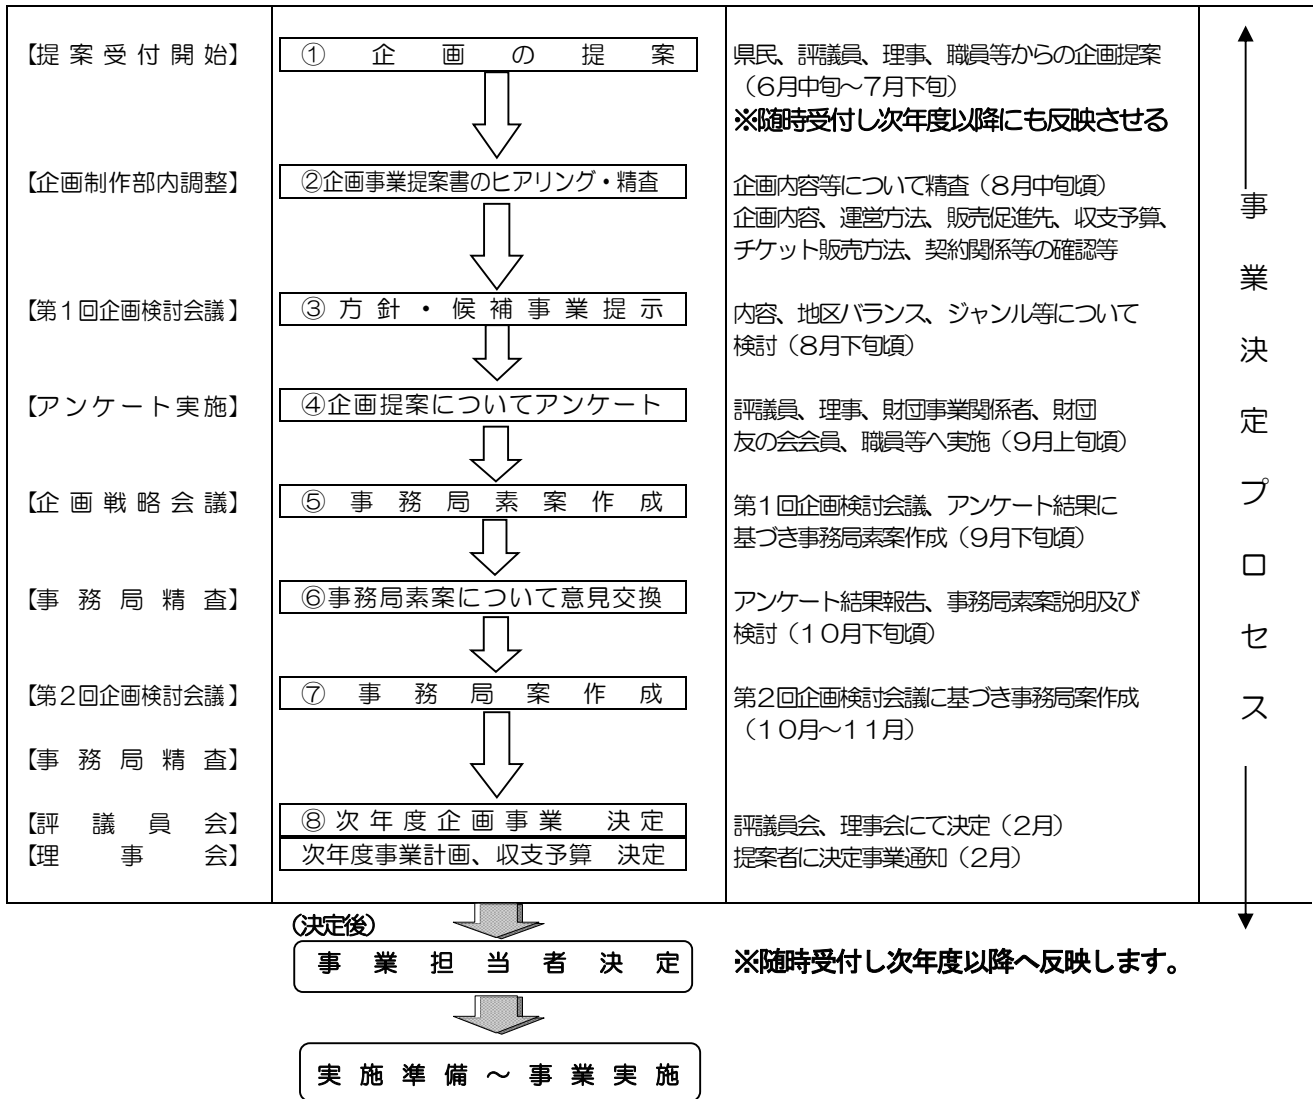 【提案受付開始】
①企画の提案
県民、評議員、理事、職員等からの企画提案
（6月中旬～7月下旬）
※随時受付し次年度以降にも反映させる
【企画制作部内調整】
②企画事業提案書のヒアリング・精査
企画内容等について精査（8月中旬頃）
企画内容、運営方法、販売促進先、収支予算、
チケット販売方法、契約関係等の確認等
【第1回企画検討会議】
③方針・候補事業提示
内容、地区バランス、ジャンル等について
検討（8月下旬頃）
【アンケート実施】
④企画提案についてアンケート
評議員、理事、財団事業関係者、財団
友の会会員、職員等へ実施（9月上旬頃）
【企画戦略会議】
⑤事務局素案作成
第1回企画検討会議、アンケート結果に
基づき事務局素案作成（9月下旬頃）
【事務局精査】
⑥事務局素案について意見交換
アンケート結果報告、事務局素案説明及び
検討（10月下旬頃）
【第2回企画検討会議】
⑦事務局案作成
第2回企画検討会議に基づき事務局案作成
（10月～11月）
【事務局精査】
【評議員会】
⑧次年度企画事業　決定
評議員会、理事会にて決定（2月）
【理事会】
次年度事業計画、収支予算　決定
提案者に決定事業通知（2月）
事業決定プロセス
（決定後）
事業担当者決定
※随時受付し次年度以降へ反映します。
実施準備～事業実施